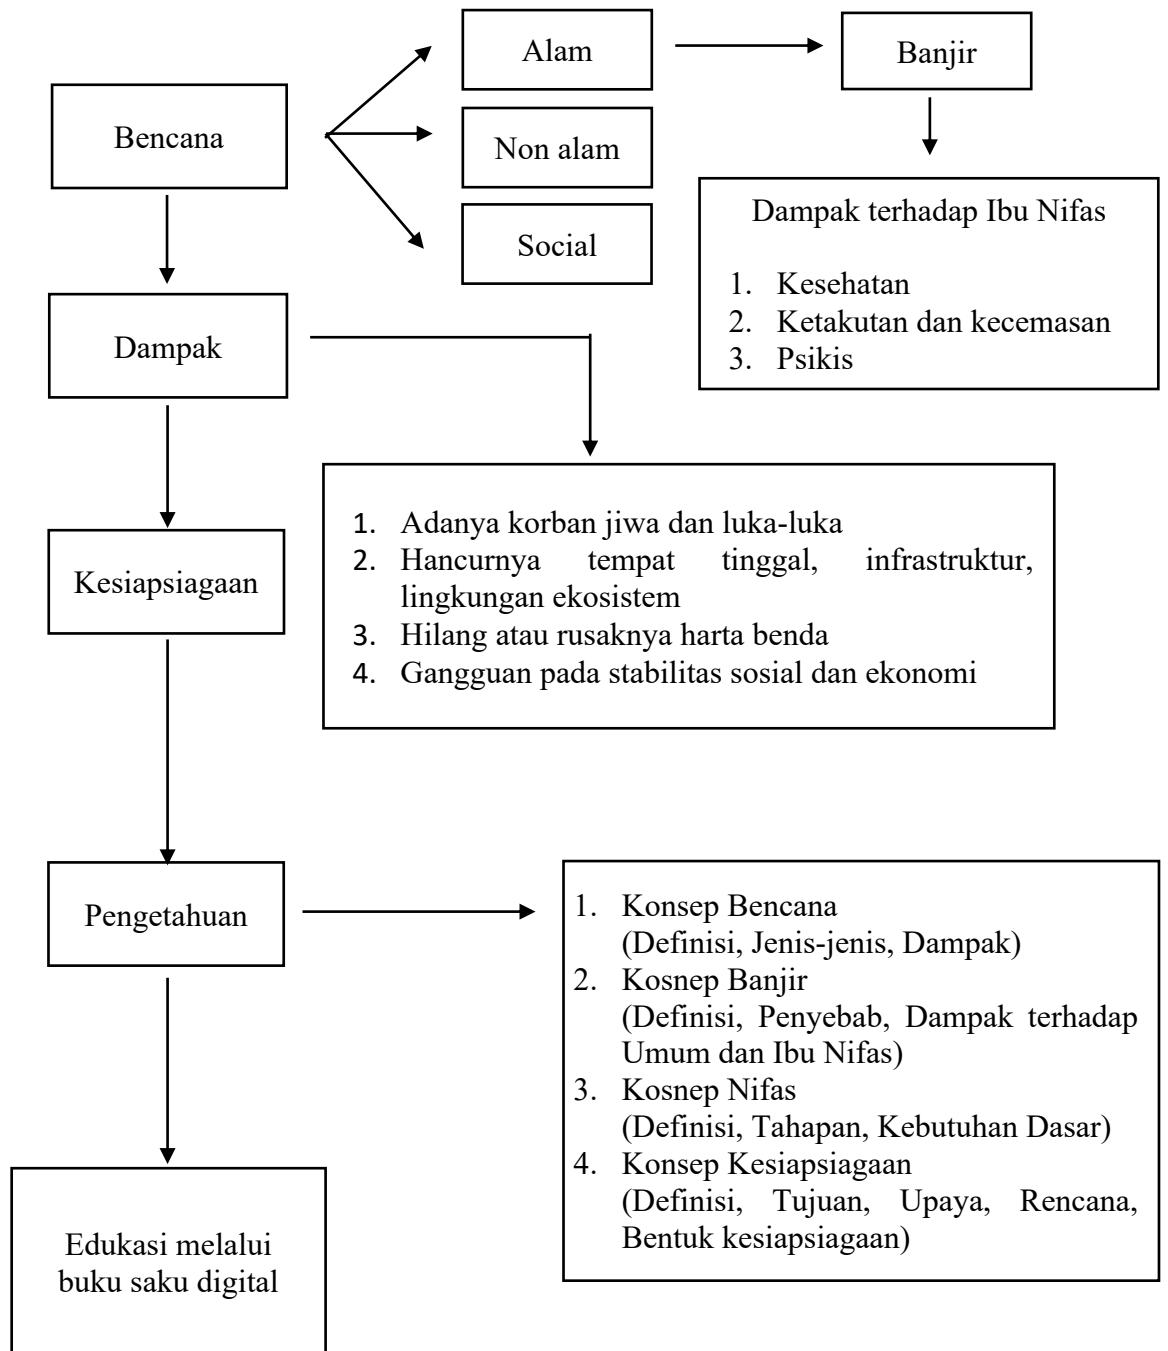 Alam
Banjir
Bencana
Non alam
Social
Dampak terhadap Ibu Nifas
1. Kesehatan
2. Ketakutan dan kecemasan
3. Psikis
Dampak
1. Adanya korban jiwa dan luka-luka
2. Hancurnya tempat tinggal, infrastruktur,
lingkungan ekosistem
3. Hilang atau rusaknya harta benda
4. Gangguan pada stabilitas sosial dan ekonomi
Kesiapsiagaan
Pengetahuan
1. Konsep Bencana
(Definisi, Jenis-jenis, Dampak)
2. Kosnep Banjir
(Definisi, Penyebab, Dampak terhadap
Umum dan Ibu Nifas)
3. Kosnep Nifas
(Definisi, Tahapan, Kebutuhan Dasar)
4. Konsep Kesiapsiagaan
(Definisi, Tujuan, Upaya, Rencana,
Bentuk kesiapsiagaan)
Edukasi melalui
buku saku digital